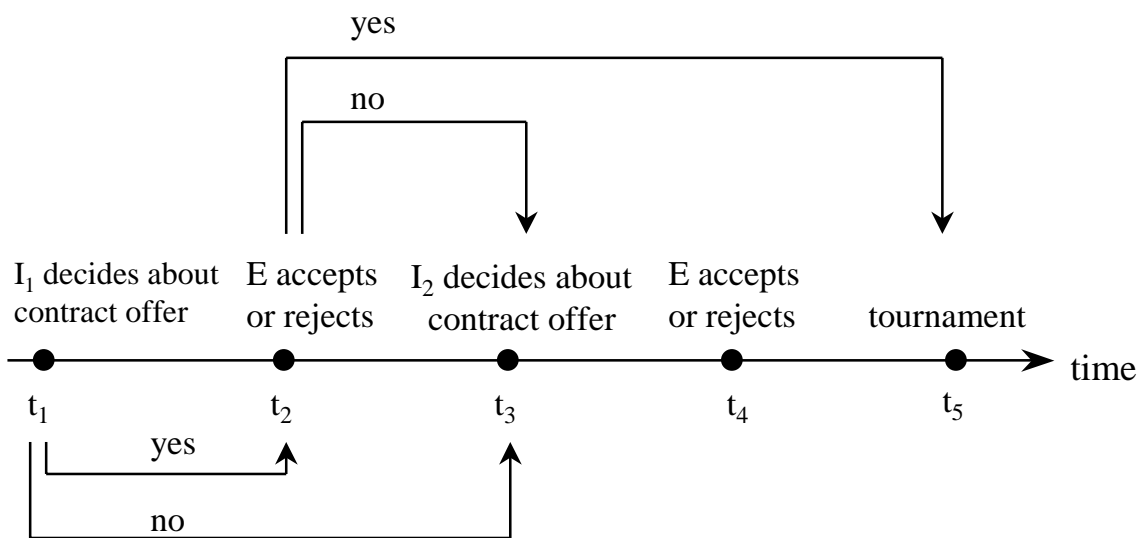 yes
no
I₁ decides about
contract offer
E accepts
or rejects
I₂ decides about
contract offer
E accepts
or rejects
tournament
time
t₁
t₂
t₃
t₄
t₅
yes
no